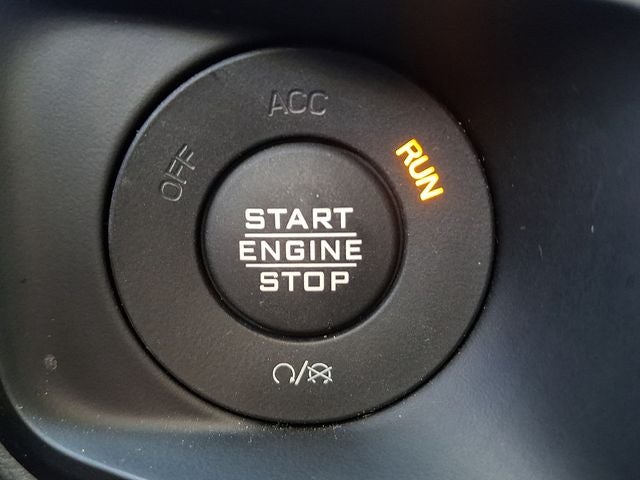 ACC
OFF
RUN
START
ENGINE
STOP